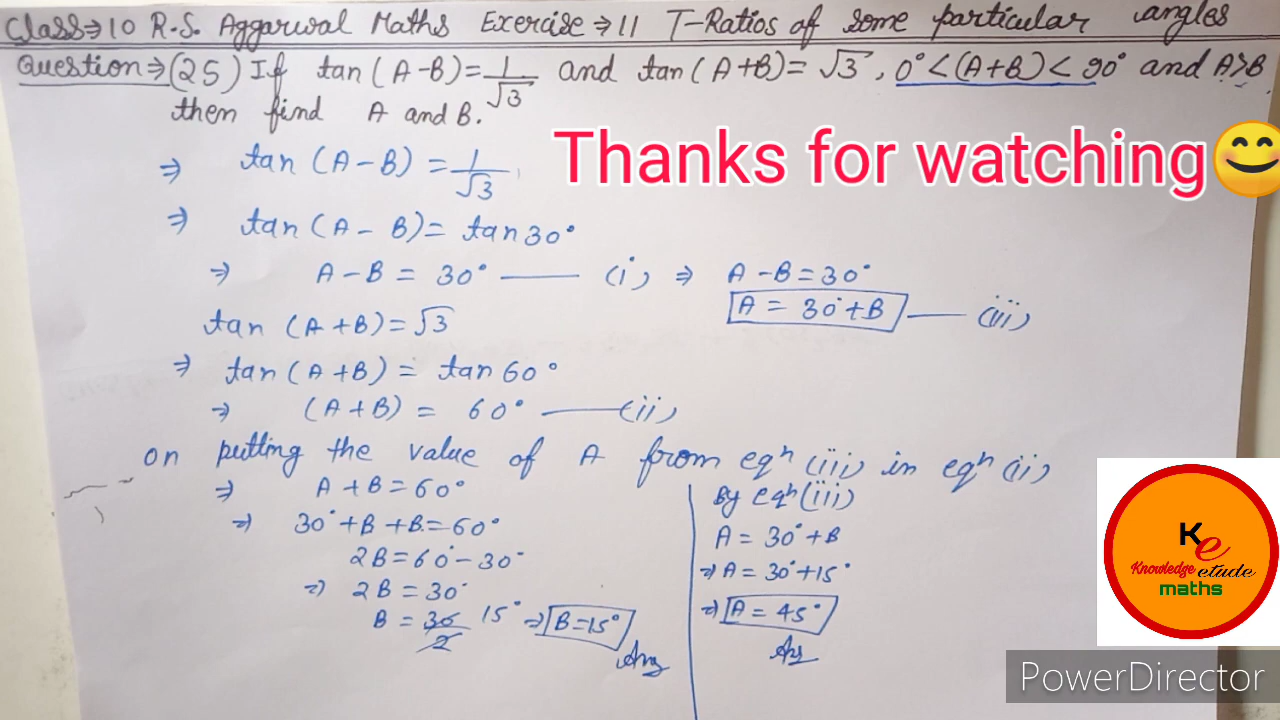 Class⇒10 R.S. Aggarwal Maths Exercise⇒11 T-Ratios of some particular angles
Question⇒(25) If tan(A-B)=1/√3 and tan(A+B)=√3, 0°<(A+B)<90° and A>B,
then find A and B.
Thanks for watching😊
⇒ tan (A-B) = 1/√3
⇒ tan(A-B)= tan30°
⇒ A-B = 30° —— (i) ⇒ A-B=30°
A = 30°+B —— (iii)
tan (A+B)=√3
⇒ tan(A+B) = tan60°
⇒ (A+B) = 60° ——(ii)
on putting the value of A from eqⁿ(iii) in eqⁿ(ii)
⇒ A+B=60°
⇒ 30°+B+B=60°
2B=60°-30°
⇒ 2B=30°
B = 30/2 15° ⇒ B=15°
Ans
By eqⁿ(iii)
A = 30°+B
⇒ A = 30°+15°
⇒ A = 45°
Ans
Ke
Knowledge etude
maths
PowerDirector